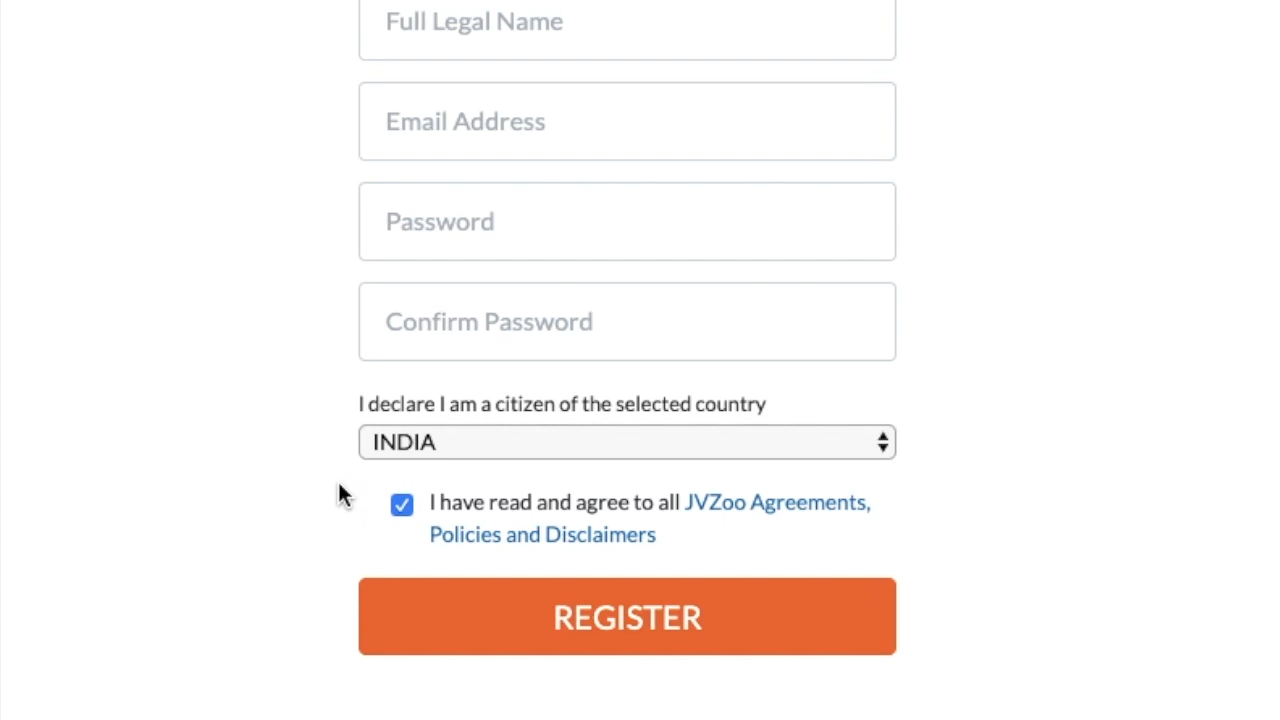 Full Legal Name
Email Address
Password
Confirm Password
I declare I am a citizen of the selected country
INDIA
I have read and agree to all JVZoo Agreements,
Policies and Disclaimers
REGISTER